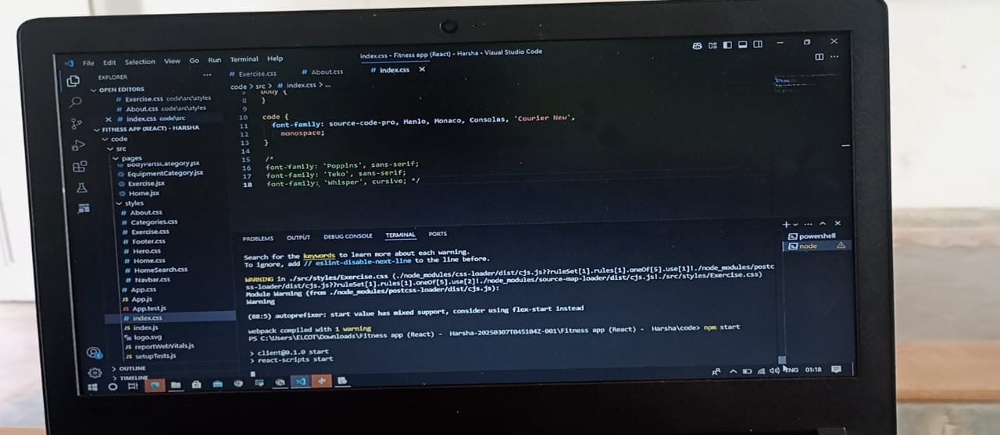 File Edit Selection View Go Run Terminal Help
index.css - Fitness app (React) - Harsha - Visual Studio Code
EXPLORER
OPEN EDITORS
# Exercise.css code\src\styles
# About.css code\src\styles
# index.css code\src
FITNESS APP (REACT) - HARSHA
code
src
pages
BodyPartsCategory.jsx
EquipmentCategory.jsx
Exercise.jsx
Home.jsx
styles
# About.css
# Categories.css
# Exercise.css
# Footer.css
# Hero.css
# Home.css
# HomeSearch.css
# Navbar.css
# App.css
JS App.js
JS App.test.js
# index.css
JS index.js
logo.svg
JS reportWebVitals.js
JS setupTests.js
OUTLINE
TIMELINE
# Exercise.css # About.css # index.css
code > src > # index.css > ...
body {
8 }
9
10 code {
11 font-family: source-code-pro, Menlo, Monaco, Consolas, 'Courier New',
12 monospace;
13 }
14
15 /*
16 font-family: 'Poppins', sans-serif;
17 font-family: 'Teko', sans-serif;
18 font-family: 'Whisper', cursive; */
PROBLEMS OUTPUT DEBUG CONSOLE TERMINAL PORTS
powershell
node
Search for the keywords to learn more about each warning.
To ignore, add // eslint-disable-next-line to the line before.
WARNING in ./src/styles/Exercise.css (./node_modules/css-loader/dist/cjs.js??ruleSet[1].rules[1].oneOf[5].use[1]!./node_modules/postc
ss-loader/dist/cjs.js??ruleSet[1].rules[1].oneOf[5].use[2]!./node_modules/source-map-loader/dist/cjs.js!./src/styles/Exercise.css)
Module Warning (from ./node_modules/postcss-loader/dist/cjs.js):
Warning
(88:5) autoprefixer: start value has mixed support, consider using flex-start instead
webpack compiled with 1 warning
PS C:\Users\ELCOT\Downloads\Fitness app (React) - Harsha-20250307T045104Z-001\Fitness app (React) - Harsha\code> npm start
> client@0.1.0 start
> react-scripts start
ENG 01:18